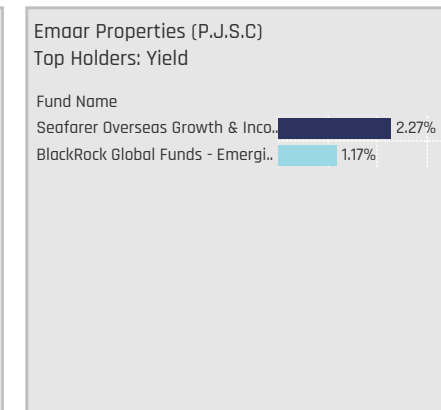 Emaar Properties (P.J.S.C)
Top Holders: Yield
Fund Name
Seafarer Overseas Growth & Inco.. 2.27%
BlackRock Global Funds - Emergi.. 1.17%